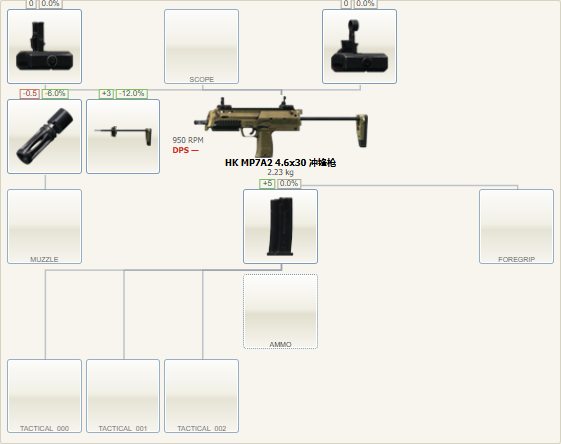 0 0.0%
0 0.0%
SCOPE
-0.5 -6.0%
+3 -12.0%
950 RPM
DPS —
HK MP7A2 4.6x30 冲锋枪
2.23 kg
+5 0.0%
MUZZLE
FOREGRIP
AMMO
TACTICAL_000
TACTICAL_001
TACTICAL_002